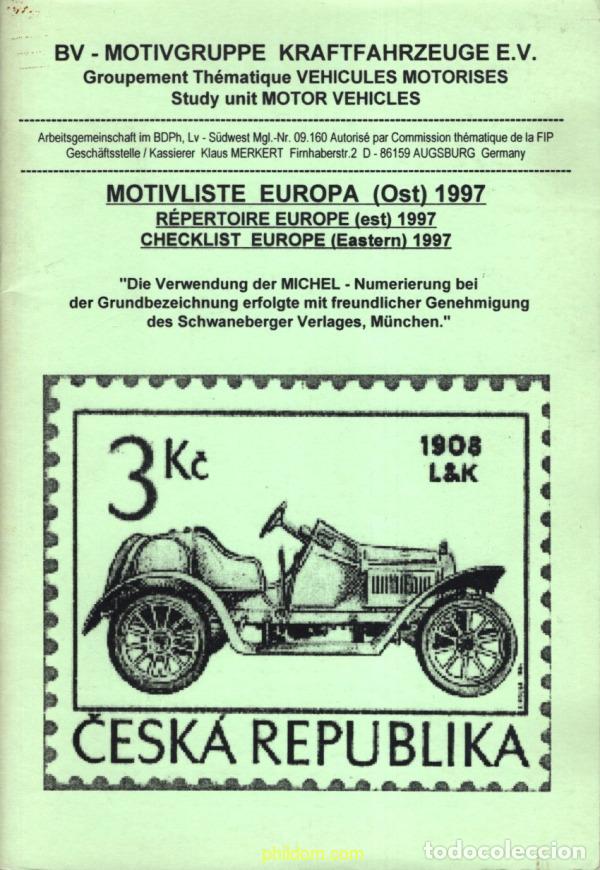 BV - MOTIVGRUPPE KRAFTFAHRZEUGE E.V.
Groupement Thématique VEHICULES MOTORISES
Study unit MOTOR VEHICLES
Arbeitsgemeinschaft im BDPh, Lv - Südwest Mgl.-Nr. 09.160 Autorisé par Commission thématique de la FIP
Geschäftsstelle / Kassierer Klaus MERKERT Firnhaberstr.2 D - 86159 AUGSBURG Germany
MOTIVLISTE EUROPA (Ost) 1997
RÉPERTOIRE EUROPE (est) 1997
CHECKLIST EUROPE (Eastern) 1997
"Die Verwendung der MICHEL - Numerierung bei
der Grundbezeichnung erfolgte mit freundlicher Genehmigung
des Schwaneberger Verlages, München."
3 Kč
1908
L&K
ČESKÁ REPUBLIKA
phildom.com
todocoleccion